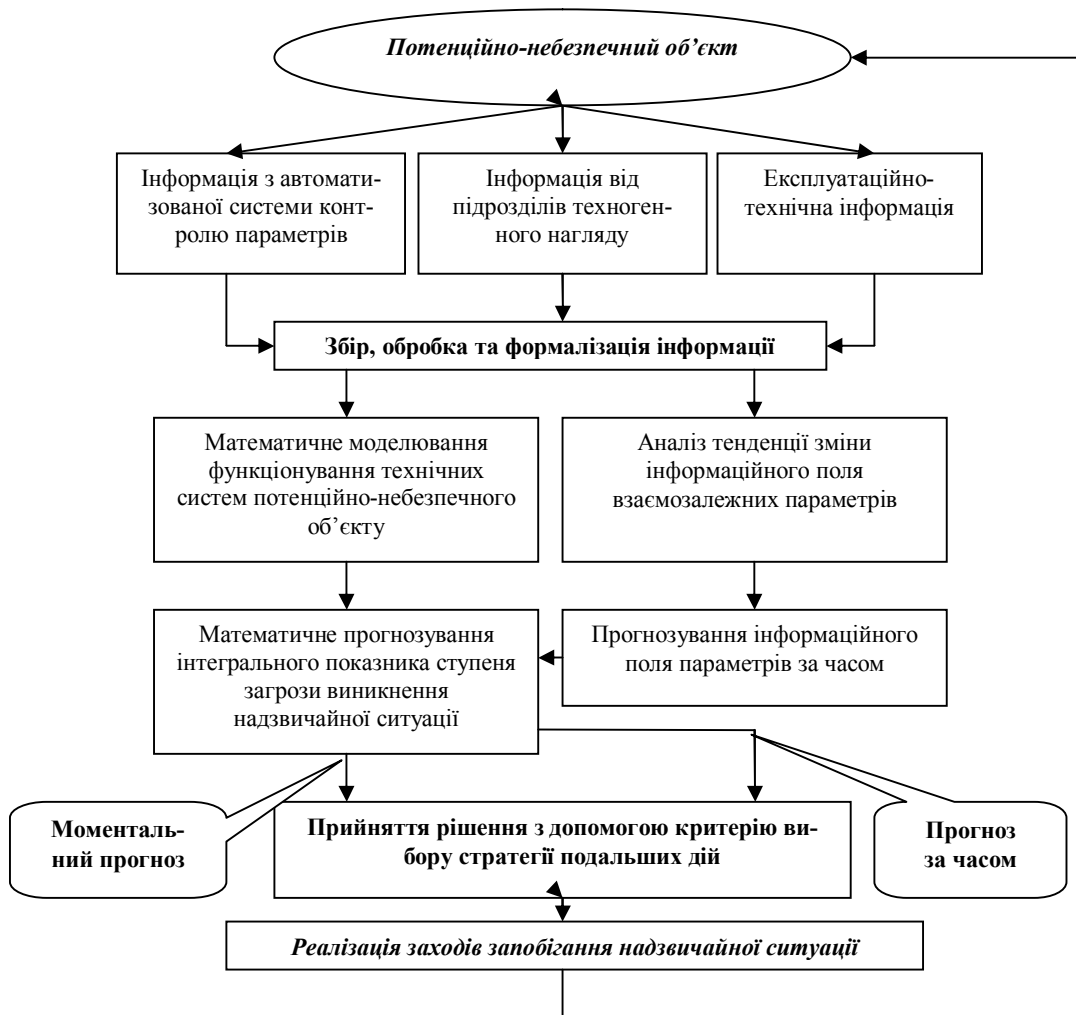 Потенційно-небезпечний об’єкт
Інформація з автомати-
зованої системи конт-
ролю параметрів
Інформація від
підрозділів техноген-
ного нагляду
Експлуатаційно-
технічна інформація
Збір, обробка та формалізація інформації
Математичне моделювання
функціонування технічних
систем потенційно-небезпечного
об’єкту
Аналіз тенденції зміни
інформаційного поля
взаємозалежних параметрів
Математичне прогнозування
інтегрального показника ступеня
загрози виникнення
надзвичайної ситуації
Прогнозування інформаційного
поля параметрів за часом
Моменталь-
ний прогноз
Прийняття рішення з допомогою критерію ви-
бору стратегії подальших дій
Прогноз
за часом
Реалізація заходів запобігання надзвичайної ситуації